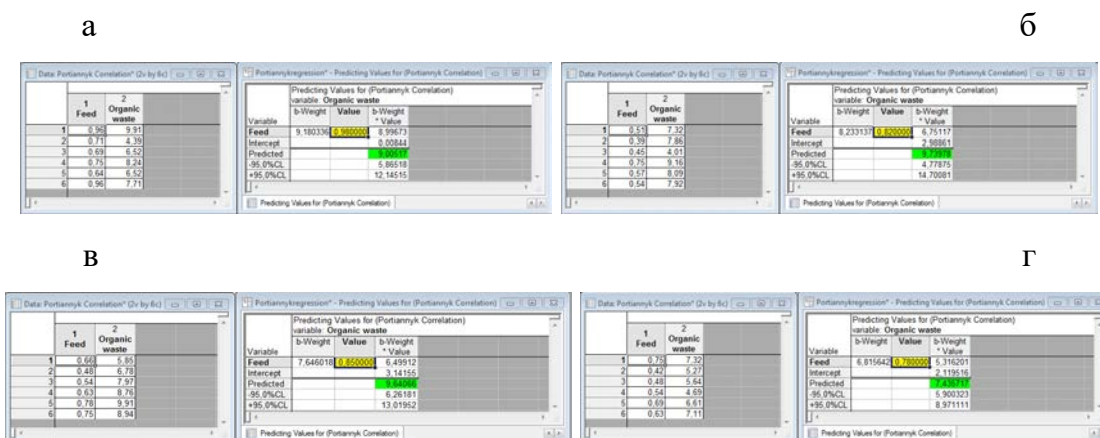 а б
Data: Portiannyk Correlation* (2v by 6c)
1 Feed 2 Organic waste
1 0,96 9,91
2 0,71 4,39
3 0,69 6,52
4 0,75 8,24
5 0,64 6,52
6 0,96 7,71
Portiannykregression* - Predicting Values for (Portiannyk Correlation)
Predicting Values for (Portiannyk Correlation)
variable: Organic waste
Variable b-Weight Value b-Weight * Value
Feed 9,180336 0,980000 8,99673
Intercept 0,00844
Predicted 9,00517
-95,0%CL 5,86518
+95,0%CL 12,14515
Predicting Values for (Portiannyk Correlation)
Data: Portiannyk Correlation* (2v by 6c)
1 Feed 2 Organic waste
1 0,51 7,32
2 0,39 7,86
3 0,45 4,01
4 0,75 9,16
5 0,57 8,09
6 0,54 7,92
Portiannykregression* - Predicting Values for (Portiannyk Correlation)
Predicting Values for (Portiannyk Correlation)
variable: Organic waste
Variable b-Weight Value b-Weight * Value
Feed 8,233137 0,820000 6,75117
Intercept 2,98861
Predicted 9,73978
-95,0%CL 4,77875
+95,0%CL 14,70081
Predicting Values for (Portiannyk Correlation)
в г
Data: Portiannyk Correlation* (2v by 6c)
1 Feed 2 Organic waste
1 0,66 5,85
2 0,48 6,78
3 0,54 7,97
4 0,63 8,76
5 0,78 9,91
6 0,75 8,94
Portiannykregression* - Predicting Values for (Portiannyk Correlation)
Predicting Values for (Portiannyk Correlation)
variable: Organic waste
Variable b-Weight Value b-Weight * Value
Feed 7,646018 0,850000 6,49912
Intercept 3,14155
Predicted 9,64066
-95,0%CL 6,26181
+95,0%CL 13,01952
Predicting Values for (Portiannyk Correlation)
Data: Portiannyk Correlation* (2v by 6c)
1 Feed 2 Organic waste
1 0,75 7,32
2 0,42 5,27
3 0,48 5,64
4 0,54 4,69
5 0,69 6,61
6 0,63 7,11
Portiannykregression* - Predicting Values for (Portiannyk Correlation)
Predicting Values for (Portiannyk Correlation)
variable: Organic waste
Variable b-Weight Value b-Weight * Value
Feed 6,815642 0,780000 5,316201
Intercept 2,119516
Predicted 7,435717
-95,0%CL 5,900323
+95,0%CL 8,971111
Predicting Values for (Portiannyk Correlation)